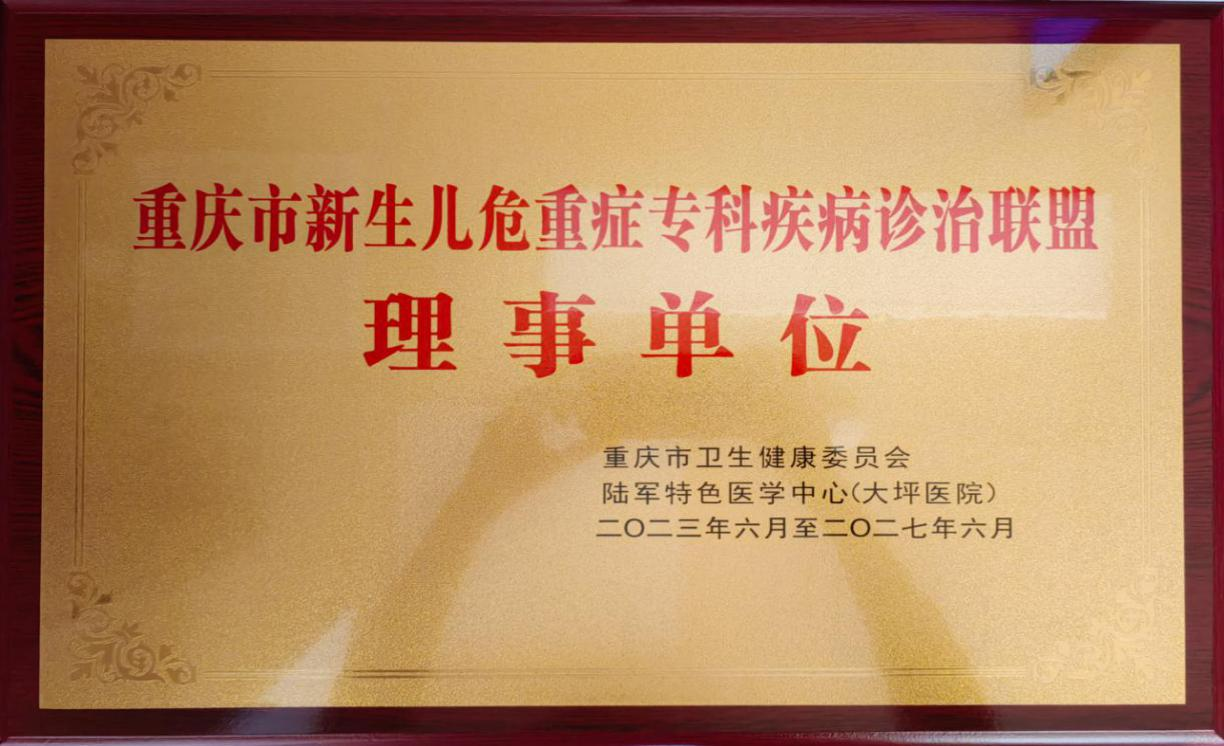 重庆市新生儿危重症专科疾病诊治联盟
理事单位
重庆市卫生健康委员会
陆军特色医学中心(大坪医院)
二〇二三年六月至二〇二七年六月